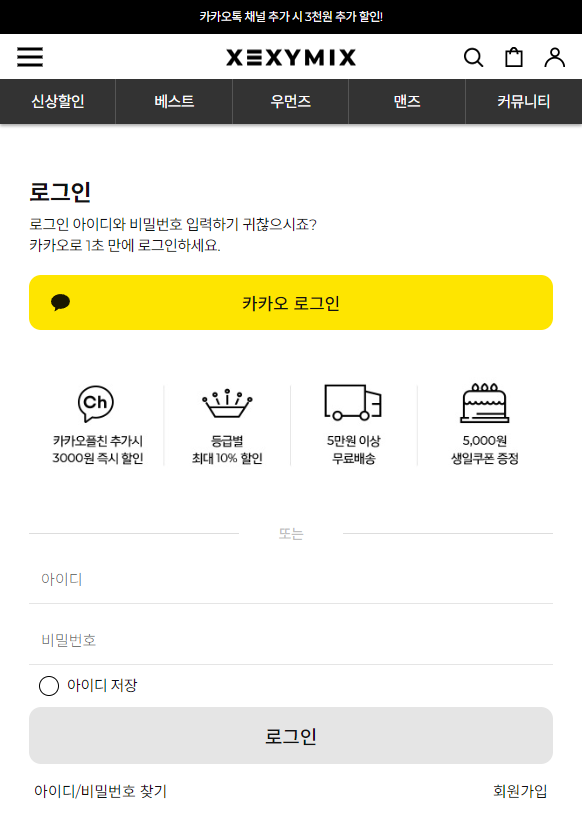 카카오톡 채널 추가 시 3천원 추가 할인!
XEXYMIX
신상할인 베스트 우먼즈 맨즈 커뮤니티
로그인
로그인 아이디와 비밀번호 입력하기 귀찮으시죠?
카카오로 1초 만에 로그인하세요.
카카오 로그인
Ch
카카오플친 추가시
3000원 즉시 할인
등급별
최대 10% 할인
5만원 이상
무료배송
5,000원
생일쿠폰 증정
또는
아이디
비밀번호
아이디 저장
로그인
아이디/비밀번호 찾기 회원가입